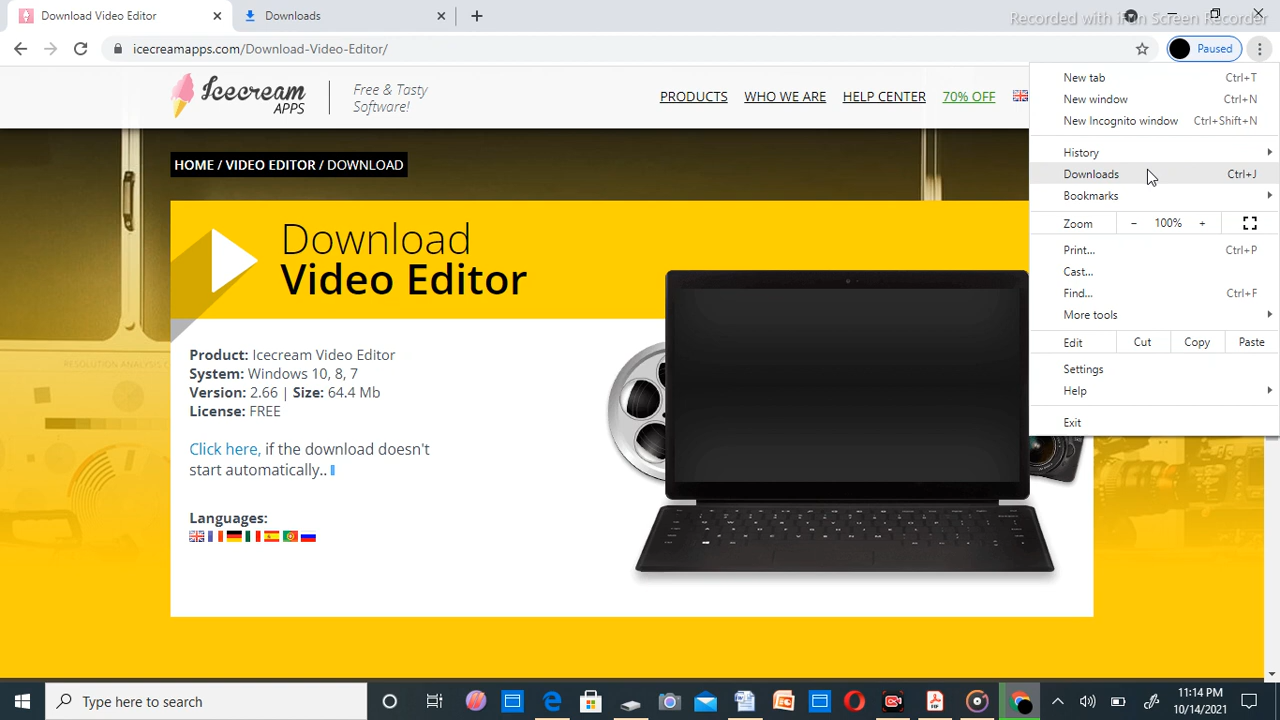 Download Video Editor
Downloads
Recorded with iFun Screen Recorder
icecreamapps.com/Download-Video-Editor/
Paused
Icecream
APPS
Free & Tasty
Software!
PRODUCTS
WHO WE ARE
HELP CENTER
70% OFF
New tab Ctrl+T
New window Ctrl+N
New Incognito window Ctrl+Shift+N
History
Downloads Ctrl+J
Bookmarks
Zoom - 100% +
Print... Ctrl+P
Cast...
Find... Ctrl+F
More tools
Edit Cut Copy Paste
Settings
Help
Exit
HOME / VIDEO EDITOR / DOWNLOAD
Download
Video Editor
RESOLUTION ANALYSIS
Product: Icecream Video Editor
System: Windows 10, 8, 7
Version: 2.66 | Size: 64.4 Mb
License: FREE
Click here, if the download doesn't
start automatically..
Languages:
Type here to search
11:14 PM
10/14/2021